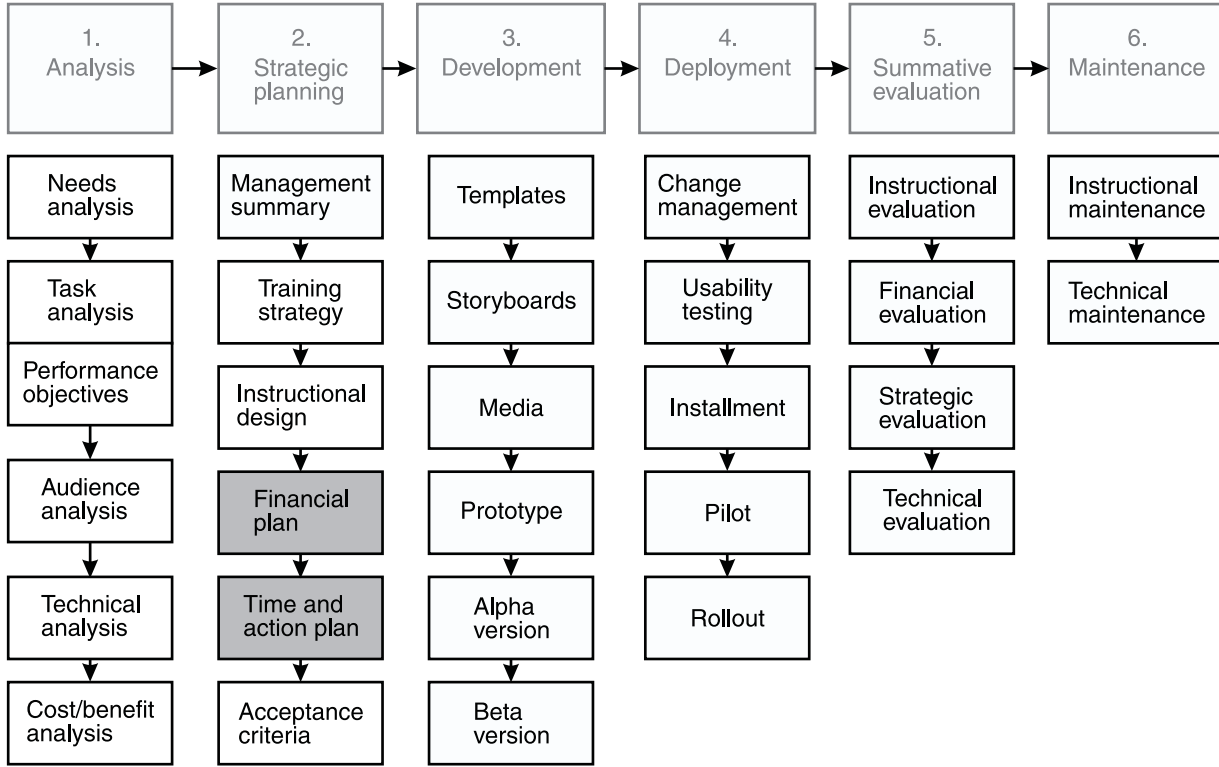 1.
Analysis
2.
Strategic
planning
3.
Development
4.
Deployment
5.
Summative
evaluation
6.
Maintenance
Needs
analysis
Task
analysis
Performance
objectives
Audience
analysis
Technical
analysis
Cost/benefit
analysis
Management
summary
Training
strategy
Instructional
design
Financial
plan
Time and
action plan
Acceptance
criteria
Templates
Storyboards
Media
Prototype
Alpha
version
Beta
version
Change
management
Usability
testing
Installment
Pilot
Rollout
Instructional
evaluation
Financial
evaluation
Strategic
evaluation
Technical
evaluation
Instructional
maintenance
Technical
maintenance